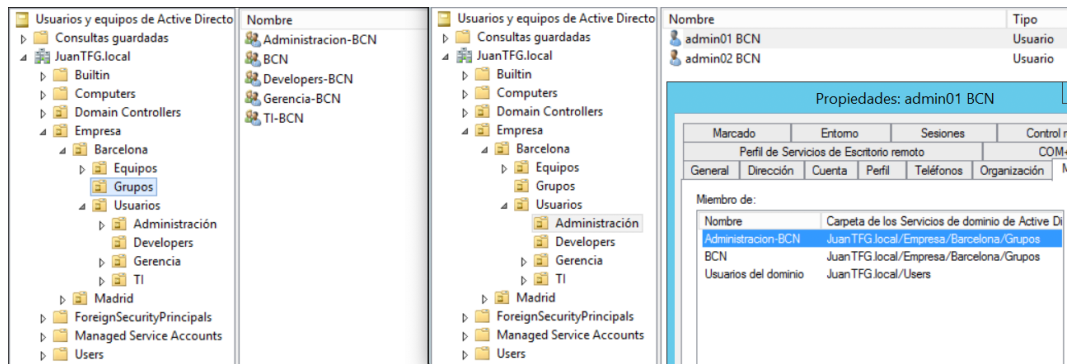 Usuarios y equipos de Active Directo
Consultas guardadas
JuanTFG.local
Builtin
Computers
Domain Controllers
Empresa
Barcelona
Equipos
Grupos
Usuarios
Administración
Developers
Gerencia
TI
Madrid
ForeignSecurityPrincipals
Managed Service Accounts
Users
Nombre
Administracion-BCN
BCN
Developers-BCN
Gerencia-BCN
TI-BCN
Usuarios y equipos de Active Directo
Consultas guardadas
JuanTFG.local
Builtin
Computers
Domain Controllers
Empresa
Barcelona
Equipos
Grupos
Usuarios
Administración
Developers
Gerencia
TI
Madrid
ForeignSecurityPrincipals
Managed Service Accounts
Users
Nombre Tipo
admin01 BCN Usuario
admin02 BCN Usuario
Propiedades: admin01 BCN
Marcado Entorno Sesiones Control r
Perfil de Servicios de Escritorio remoto COM+
General Dirección Cuenta Perfil Teléfonos Organización M
Miembro de:
Nombre Carpeta de los Servicios de dominio de Active Di
Administracion-BCN JuanTFG.local/Empresa/Barcelona/Grupos
BCN JuanTFG.local/Empresa/Barcelona/Grupos
Usuarios del dominio JuanTFG.local/Users